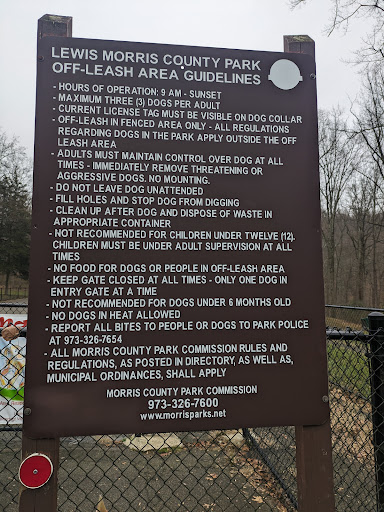 LEWIS MORRIS COUNTY PARK
OFF-LEASH AREA GUIDELINES
- HOURS OF OPERATION: 9 AM - SUNSET
- MAXIMUM THREE (3) DOGS PER ADULT
- CURRENT LICENSE TAG MUST BE VISIBLE ON DOG COLLAR
- OFF-LEASH IN FENCED AREA ONLY - ALL REGULATIONS
REGARDING DOGS IN THE PARK APPLY OUTSIDE THE OFF
LEASH AREA
- ADULTS MUST MAINTAIN CONTROL OVER DOG AT ALL
TIMES - IMMEDIATELY REMOVE THREATENING OR
AGGRESSIVE DOGS. NO MOUNTING.
- DO NOT LEAVE DOG UNATTENDED
- FILL HOLES AND STOP DOG FROM DIGGING
- CLEAN UP AFTER DOG AND DISPOSE OF WASTE IN
APPROPRIATE CONTAINER
- NOT RECOMMENDED FOR CHILDREN UNDER TWELVE (12).
CHILDREN MUST BE UNDER ADULT SUPERVISION AT ALL
TIMES
- NO FOOD FOR DOGS OR PEOPLE IN OFF-LEASH AREA
- KEEP GATE CLOSED AT ALL TIMES - ONLY ONE DOG IN
ENTRY GATE AT A TIME
- NOT RECOMMENDED FOR DOGS UNDER 6 MONTHS OLD
- NO DOGS IN HEAT ALLOWED
- REPORT ALL BITES TO PEOPLE OR DOGS TO PARK POLICE
AT 973-326-7654
- ALL MORRIS COUNTY PARK COMMISSION RULES AND
REGULATIONS, AS POSTED IN DIRECTORY, AS WELL AS,
MUNICIPAL ORDINANCES, SHALL APPLY
MORRIS COUNTY PARK COMMISSION
973-326-7600
www.morrisparks.net